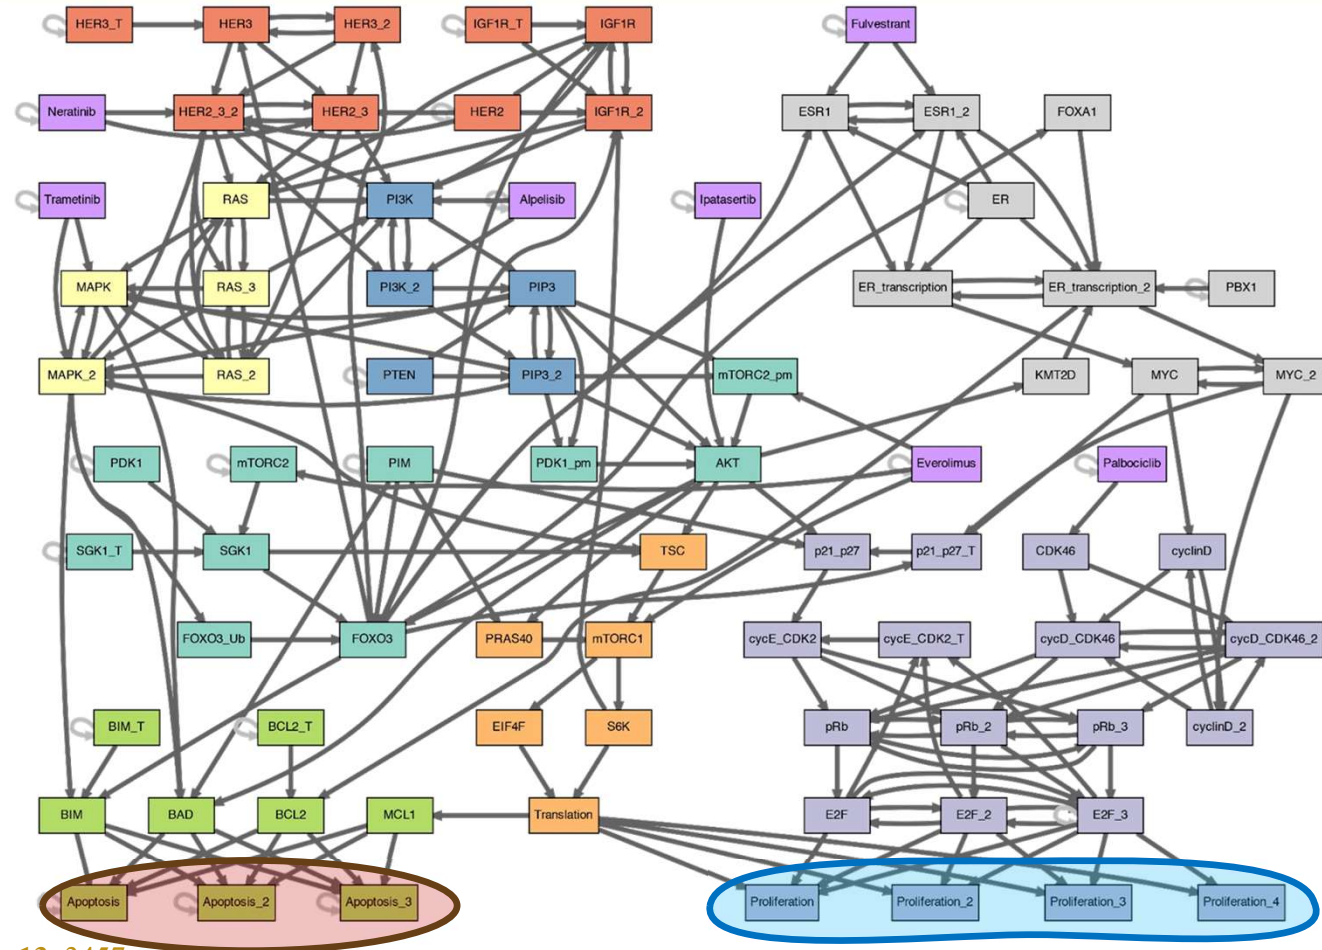 HER3_T HER3 HER3_2 IGF1R_T IGF1R Fulvestrant
Neratinib HER2_3_2 HER2_3 HER2 IGF1R_2 ESR1 ESR1_2 FOXA1
Trametinib RAS PI3K Alpelisib Ipatasertib ER
MAPK RAS_3 PI3K_2 PIP3 ER_transcription ER_transcription_2 PBX1
MAPK_2 RAS_2 PTEN PIP3_2 mTORC2_pm KMT2D MYC MYC_2
PDK1 mTORC2 PIM PDK1_pm AKT Everolimus Palbociclib
SGK1_T SGK1 TSC p21_p27 p21_p27_T CDK46 cyclinD
FOXO3_Ub FOXO3 PRAS40 mTORC1 cycE_CDK2 cycE_CDK2_T cycD_CDK46 cycD_CDK46_2
BIM_T BCL2_T EIF4F S6K pRb pRb_2 pRb_3 cyclinD_2
BIM BAD BCL2 MCL1 Translation E2F E2F_2 E2F_3
Apoptosis Apoptosis_2 Apoptosis_3 Proliferation Proliferation_2 Proliferation_3 Proliferation_4